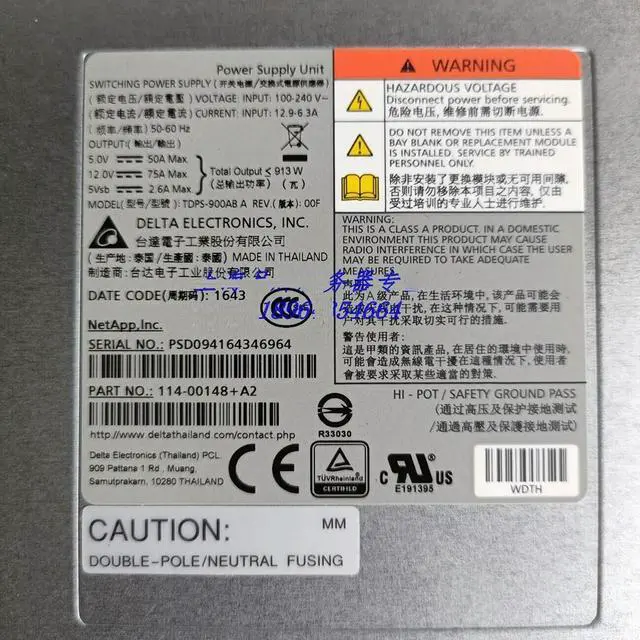 Power Supply Unit
SWITCHING POWER SUPPLY (开关电源/交換式電源供應器)
(额定电压/額定電壓) VOLTAGE INPUT: 100-240 V~
(额定电流/額定電流) CURRENT: INPUT: 12.9-6.3A
(频率/頻率) 50-60 Hz
OUTPUT(输出/輸出)
5.0V 50A Max
12.0V 75A Max
5Vsb 2.6A Max
Total Output ≤ 913 W
(总输出功率) (π)
MODEL(型号/型號): TDPS-900AB A REV.(版本): 00F
DELTA ELECTRONICS, INC.
台達電子工業股份有限公司
(生产地: 泰国/生產國: 泰國) MADE IN THAILAND
制造商: 台达电子工业股份有限公司
DATE CODE(周期码): 1643
NetApp,Inc.
SERIAL NO.: PSD094164346964
PART NO.: 114-00148+A2
http://www.deltathailand.com/contact.php
Delta Electronics (Thailand) PCL.
909 Pattana 1 Rd., Muang,
Samutprakarn, 10280 THAILAND
CE
R33030
TÜVRheinland
CERTIFIED
c RU US
E191395
WARNING
HAZARDOUS VOLTAGE
Disconnect power before servicing.
危险电压, 维修前需切断电源.
DO NOT REMOVE THIS UNLESS A
BAY BLANK OR REPLACEMENT MODULE
IS INSTALLED. SERVICE BY TRAINED
PERSONNEL ONLY.
除非安装了更换模块或无可用间隙,
否则请勿移除本项目之内容, 仅由
受过培训的专业人士进行维护.
WARNING:
THIS IS A CLASS A PRODUCT. IN A DOMESTIC
ENVIRONMENT THIS PRODUCT MAY CAUSE
RADIO INTERFERENCE IN WHICH CASE THE USER
MAY BE REQUIRED TO TAKE ADEQUATE
MEASURES.
此为A级产品, 在生活环境中, 该产品可能会
干扰, 在这种情况下, 可能需要用
户对其干扰采取切实可行的措施.
警告使用者:
這是甲類的資訊產品, 在居住的環境中使用時,
可能會造成無線電干擾在這種情況下, 使用者
會被要求採取某些適當的對策.
HI - POT / SAFETY GROUND PASS
(通过高压及保护接地测试
/通過高壓及保護接地測試)
WDTH
CAUTION:
MM
DOUBLE-POLE/NEUTRAL FUSING